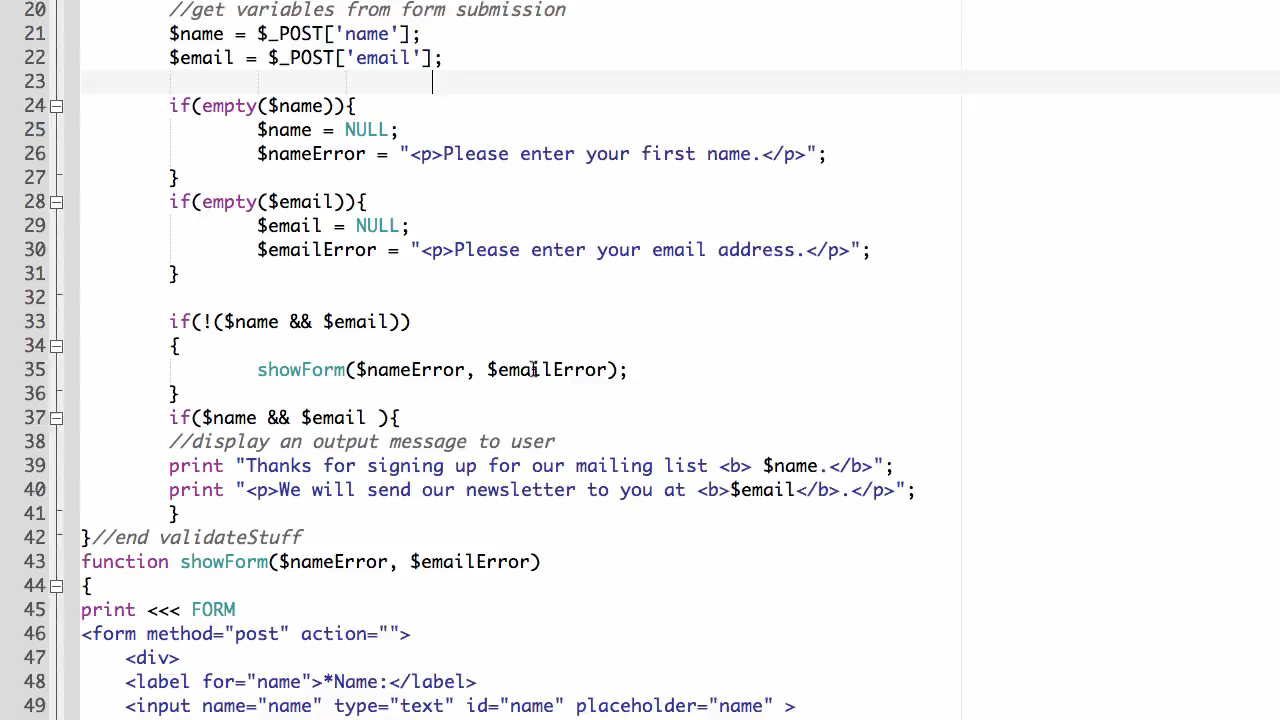 20 //get variables from form submission
21 $name = $_POST['name'];
22 $email = $_POST['email'];
23
24 if(empty($name)){
25 $name = NULL;
26 $nameError = "<p>Please enter your first name.</p>";
27 }
28 if(empty($email)){
29 $email = NULL;
30 $emailError = "<p>Please enter your email address.</p>";
31 }
32
33 if(!($name && $email))
34 {
35 showForm($nameError, $emailError);
36 }
37 if($name && $email ){
38 //display an output message to user
39 print "Thanks for signing up for our mailing list <b> $name.</b>";
40 print "<p>We will send our newsletter to you at <b>$email</b>.</p>";
41 }
42 }//end validateStuff
43 function showForm($nameError, $emailError)
44 {
45 print <<< FORM
46 <form method="post" action="">
47 <div>
48 <label for="name">*Name:</label>
49 <input name="name" type="text" id="name" placeholder="name" >